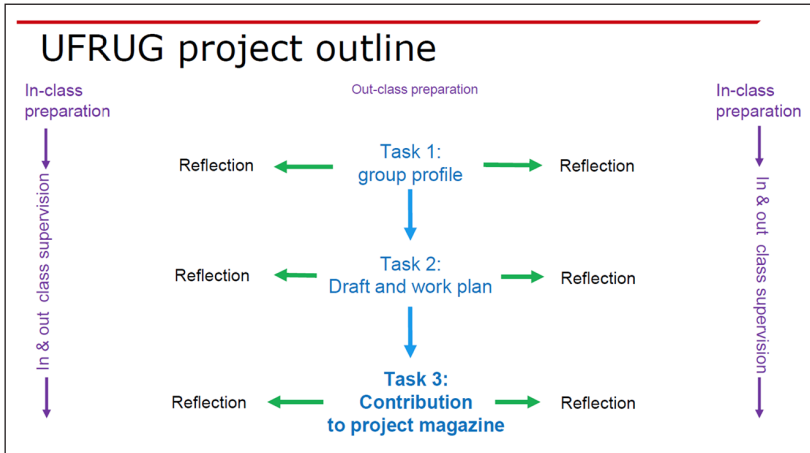 UFRUG project outline
In-class
preparation
Out-class preparation
In-class
preparation
Task 1:
group profile
Reflection
Reflection
In & out class supervision
In & out class supervision
Task 2:
Draft and work plan
Reflection
Reflection
Task 3:
Contribution
to project magazine
Reflection
Reflection